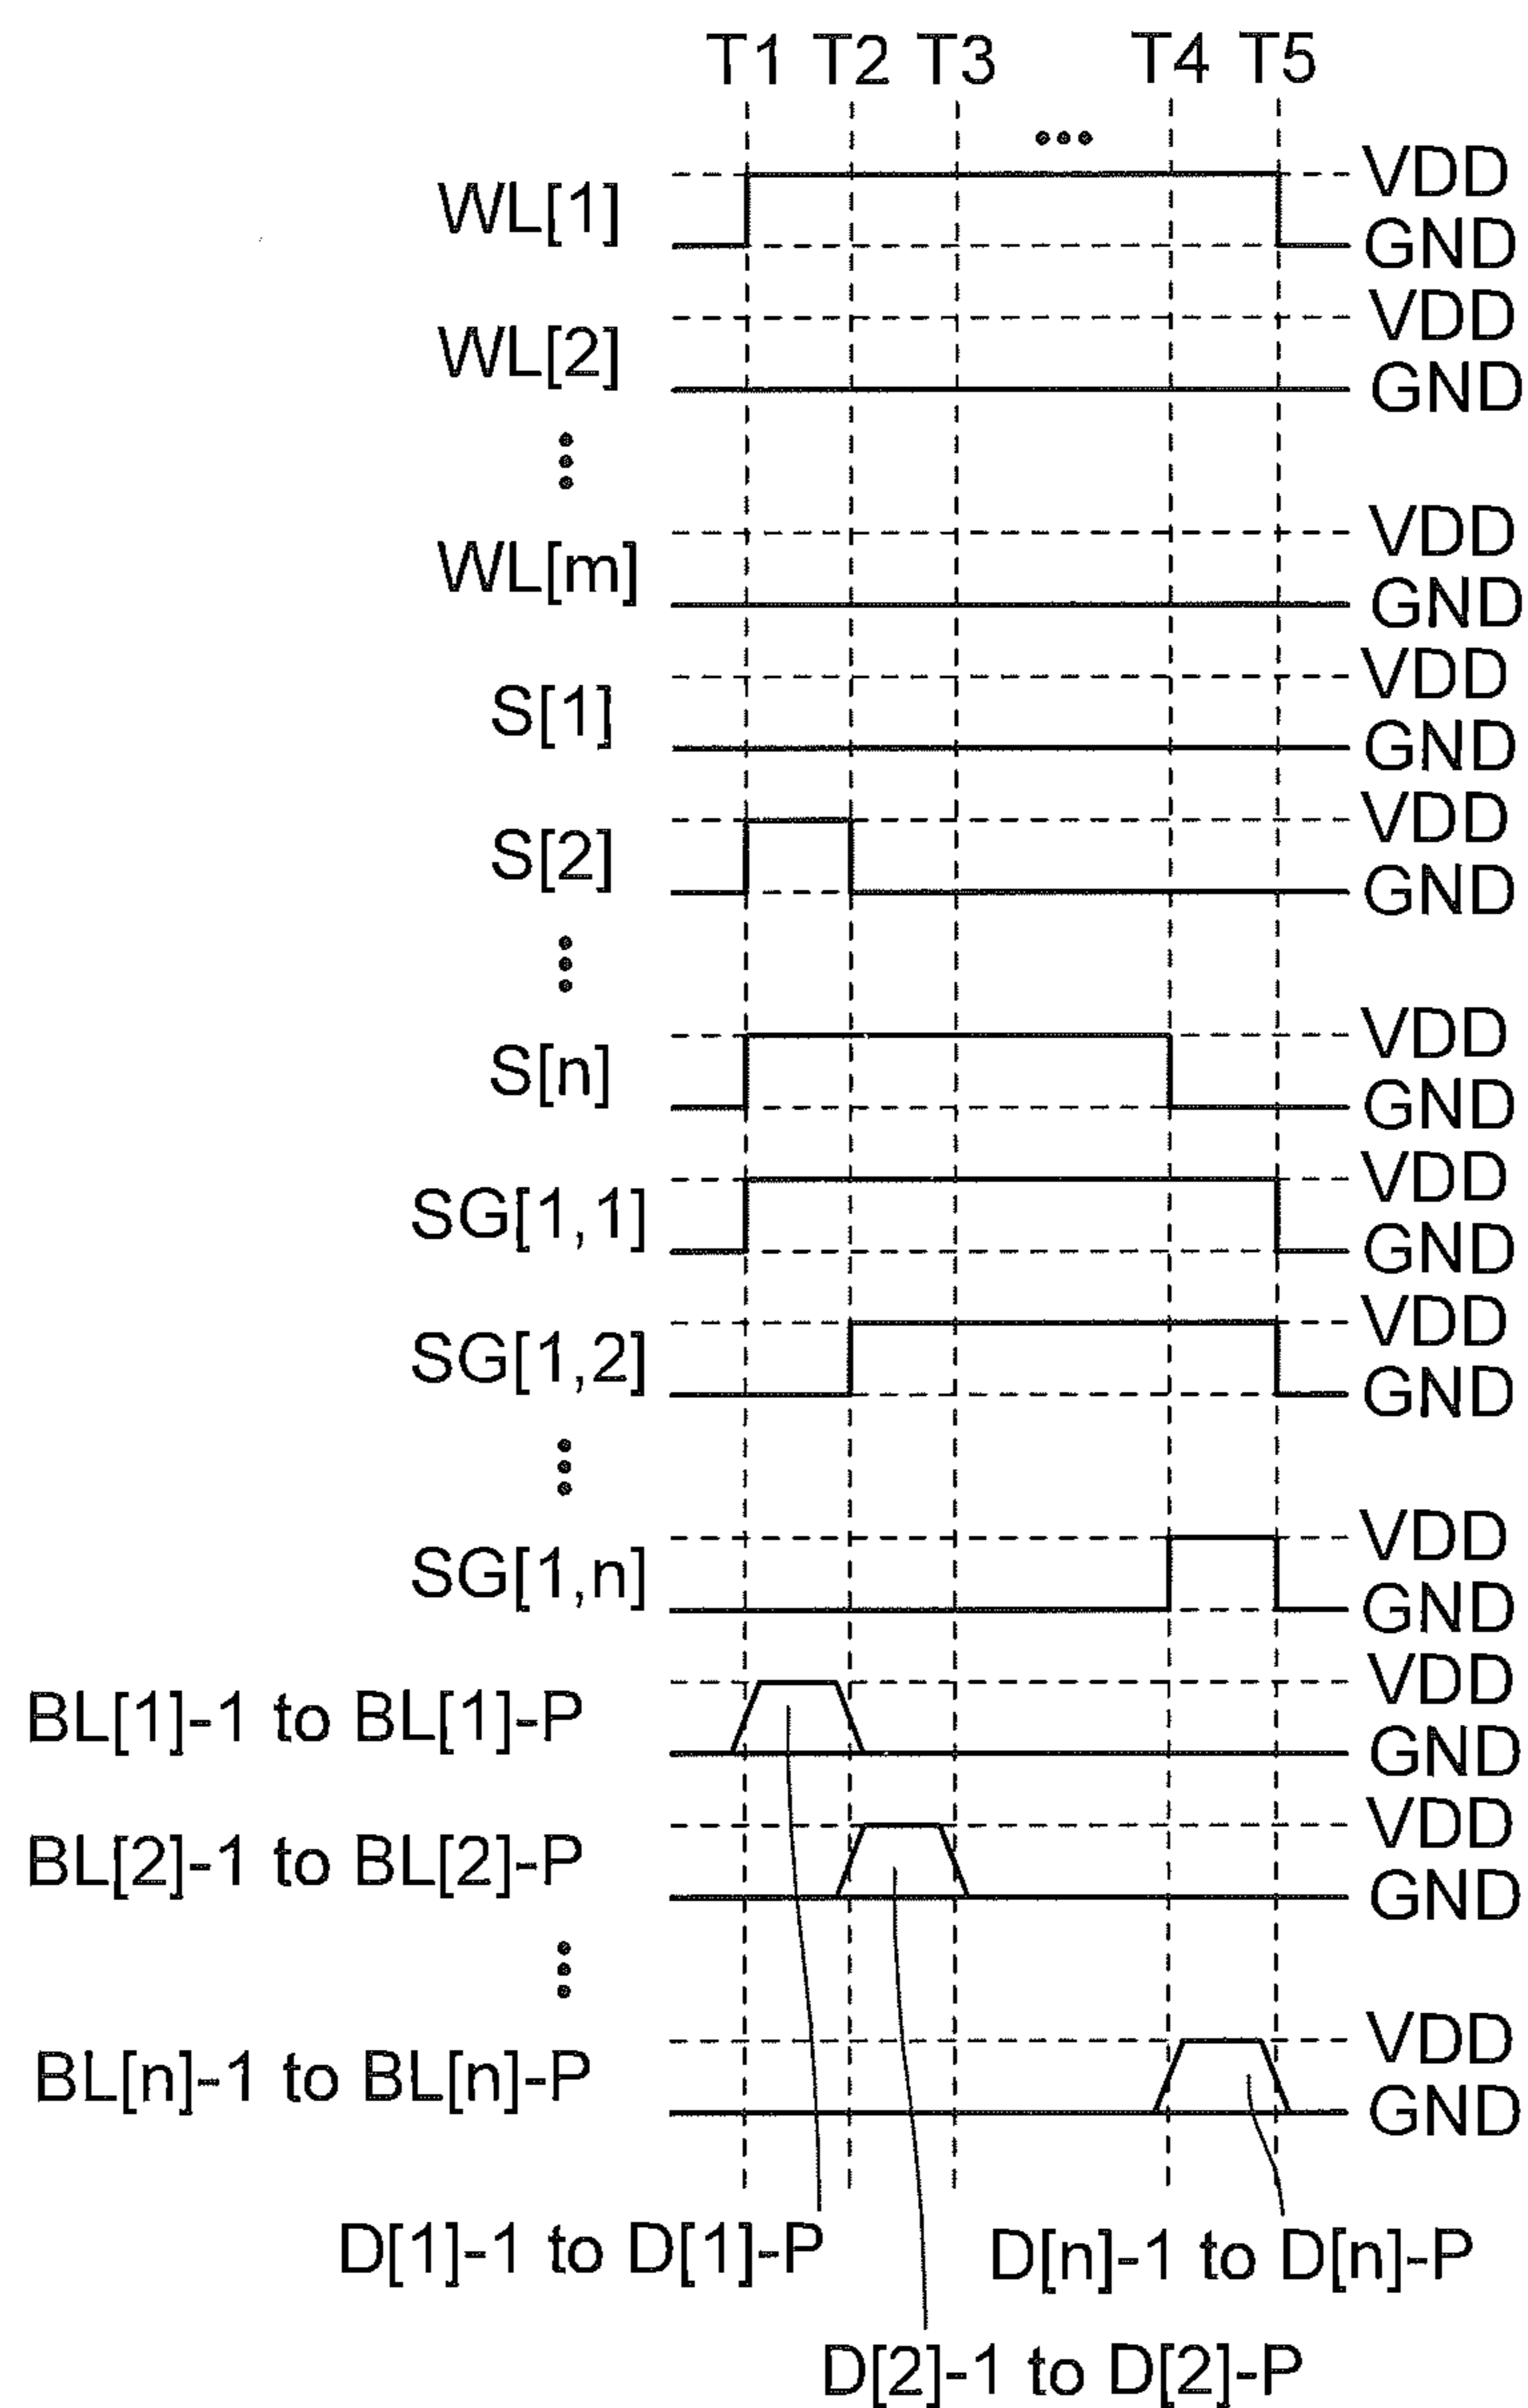 T1 T2 T3 T4 T5
WL[1] VDD
GND
WL[2] VDD
GND
WL[m] VDD
GND
S[1] VDD
GND
S[2] VDD
GND
S[n] VDD
GND
SG[1,1] VDD
GND
SG[1,2] VDD
GND
SG[1,n] VDD
GND
BL[1]-1 to BL[1]-P VDD
GND
BL[2]-1 to BL[2]-P VDD
GND
BL[n]-1 to BL[n]-P VDD
GND
D[1]-1 to D[1]-P D[n]-1 to D[n]-P
D[2]-1 to D[2]-P